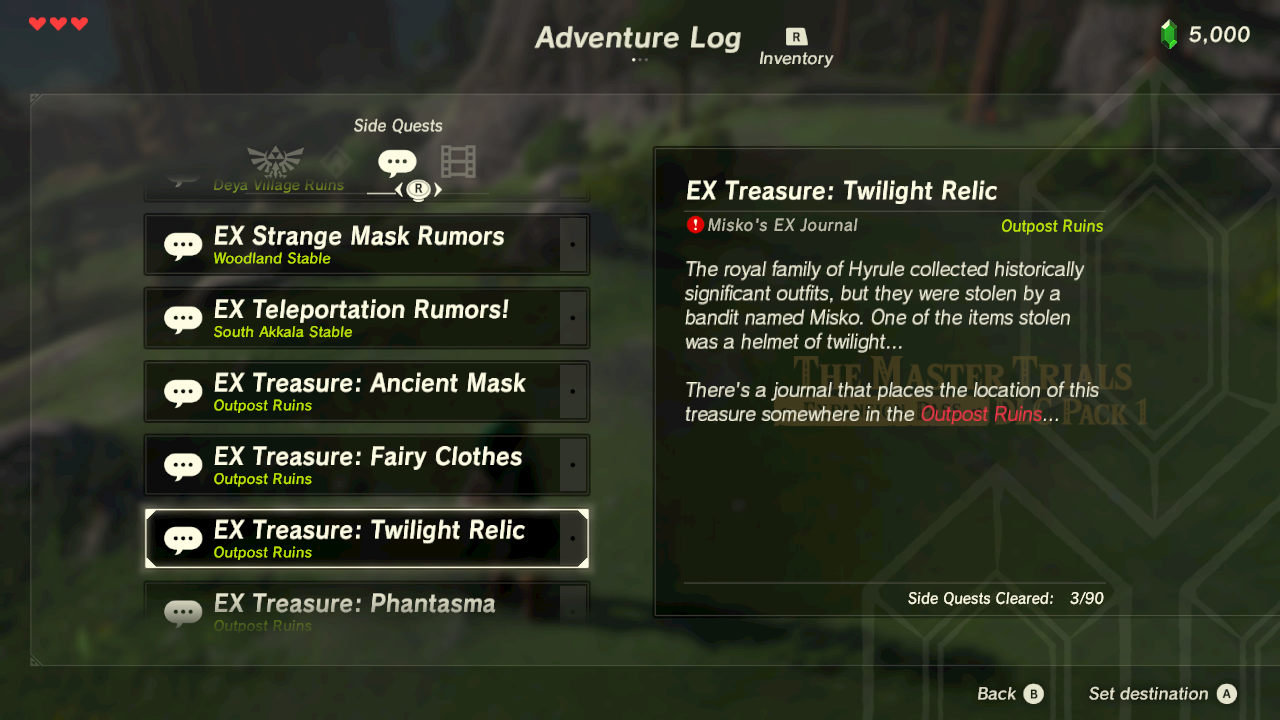 Adventure Log
R
Inventory
5,000
Side Quests
R
Deya Village Ruins
EX Strange Mask Rumors
Woodland Stable
EX Teleportation Rumors!
South Akkala Stable
EX Treasure: Ancient Mask
Outpost Ruins
EX Treasure: Fairy Clothes
Outpost Ruins
EX Treasure: Twilight Relic
Outpost Ruins
EX Treasure: Phantasma
Outpost Ruins
EX Treasure: Twilight Relic
! Misko's EX Journal
Outpost Ruins
The royal family of Hyrule collected historically
significant outfits, but they were stolen by a
bandit named Misko. One of the items stolen
was a helmet of twilight...
The Master Trials
There's a journal that places the location of this
treasure somewhere in the Outpost Ruins...
Pack 1
Side Quests Cleared: 3/90
Back B
Set destination A